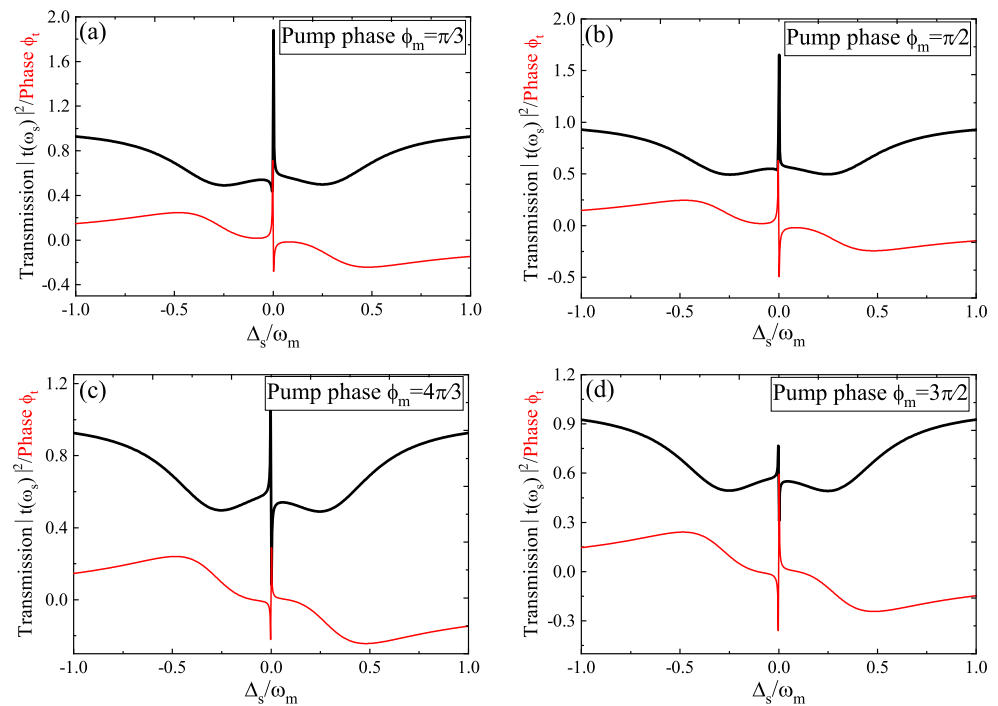 (a)
Pump phase ϕm=π/3
Transmission | t(ωs) |2/Phase ϕt
2.0
1.6
1.2
0.8
0.4
0.0
-0.4
-1.0 -0.5 0.0 0.5 1.0
Δs/ωm
(b)
Pump phase ϕm=π/2
Transmission | t(ωs) |2/Phase ϕt
2.0
1.5
1.0
0.5
0.0
-0.5
-1.0 -0.5 0.0 0.5 1.0
Δs/ωm
(c)
Pump phase ϕm=4π/3
Transmission | t(ωs) |2/Phase ϕt
1.2
0.8
0.4
0.0
-1.0 -0.5 0.0 0.5 1.0
Δs/ωm
(d)
Pump phase ϕm=3π/2
Transmission | t(ωs) |2/Phase ϕt
1.2
0.9
0.6
0.3
0.0
-0.3
-1.0 -0.5 0.0 0.5 1.0
Δs/ωm